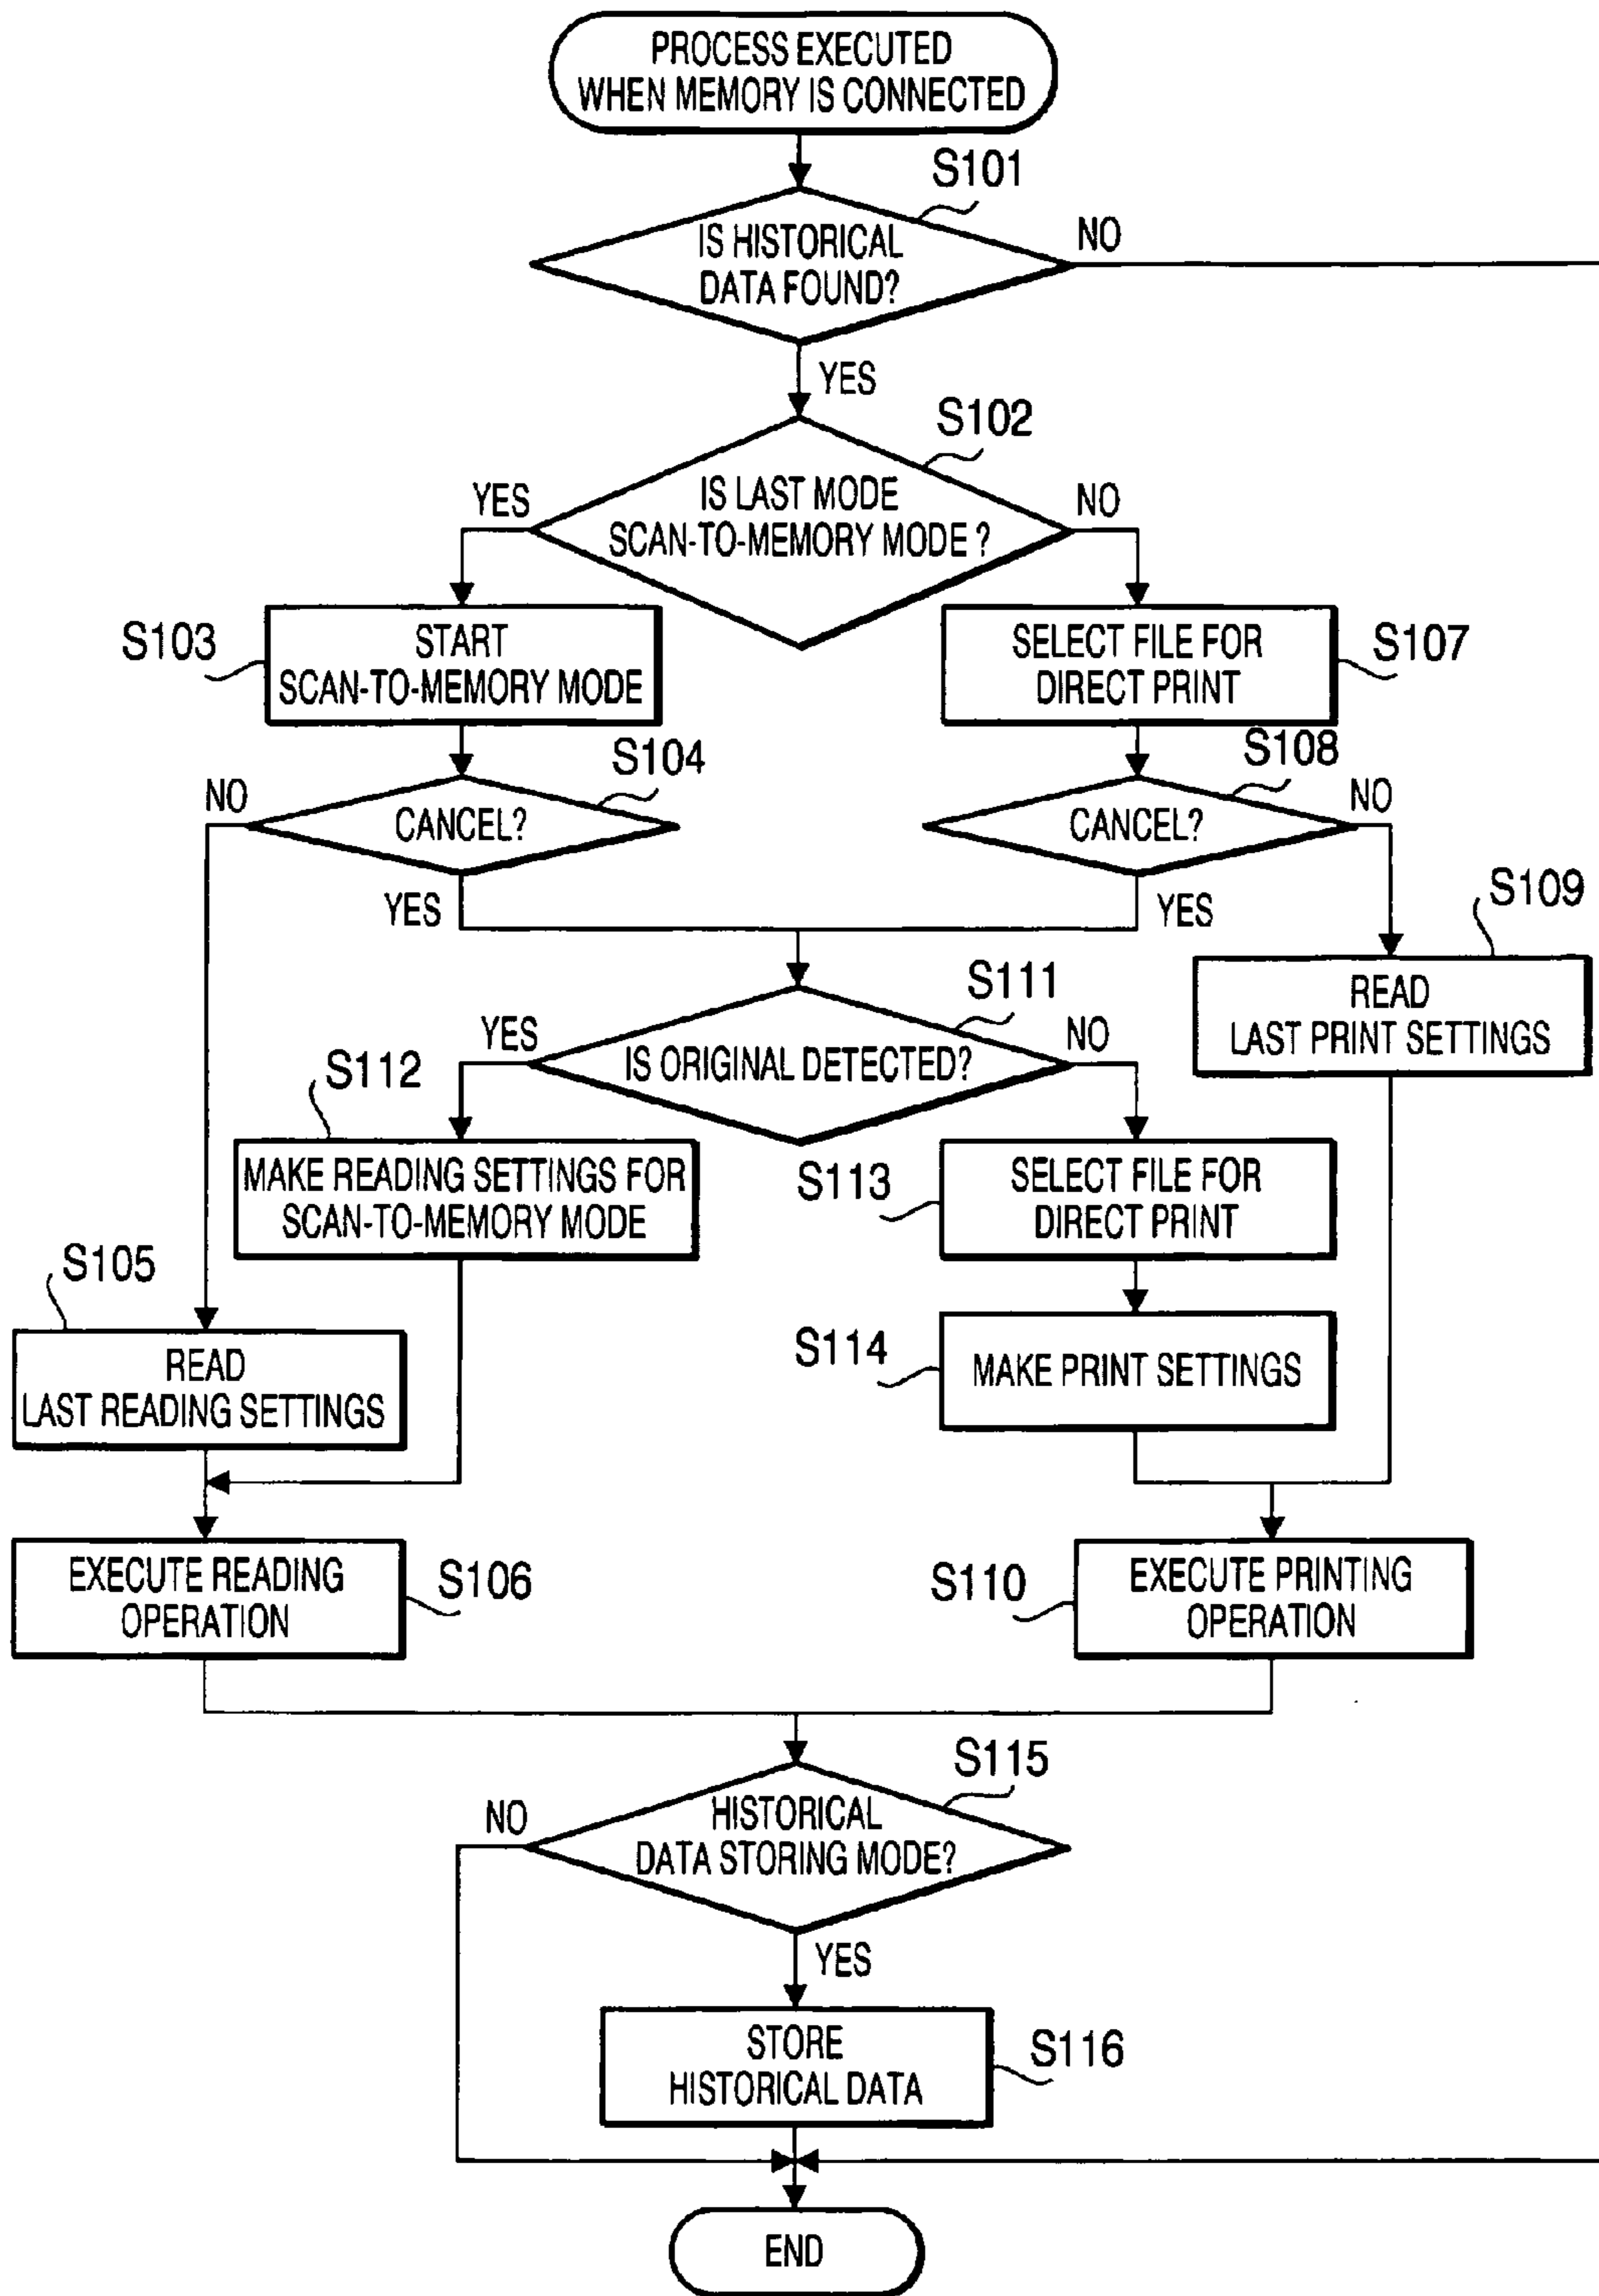 PROCESS EXECUTED
WHEN MEMORY IS CONNECTED
S101
IS HISTORICAL
DATA FOUND?
NO
YES
S102
IS LAST MODE
SCAN-TO-MEMORY MODE ?
YES
NO
S103
START
SCAN-TO-MEMORY MODE
SELECT FILE FOR
DIRECT PRINT
S107
S104
CANCEL?
NO
YES
S108
CANCEL?
NO
YES
S109
READ
LAST PRINT SETTINGS
S111
IS ORIGINAL DETECTED?
YES
NO
S112
MAKE READING SETTINGS FOR
SCAN-TO-MEMORY MODE
S113
SELECT FILE FOR
DIRECT PRINT
S105
READ
LAST READING SETTINGS
S114
MAKE PRINT SETTINGS
EXECUTE READING
OPERATION
S106
S110
EXECUTE PRINTING
OPERATION
S115
HISTORICAL
DATA STORING MODE?
NO
YES
STORE
HISTORICAL DATA
S116
END